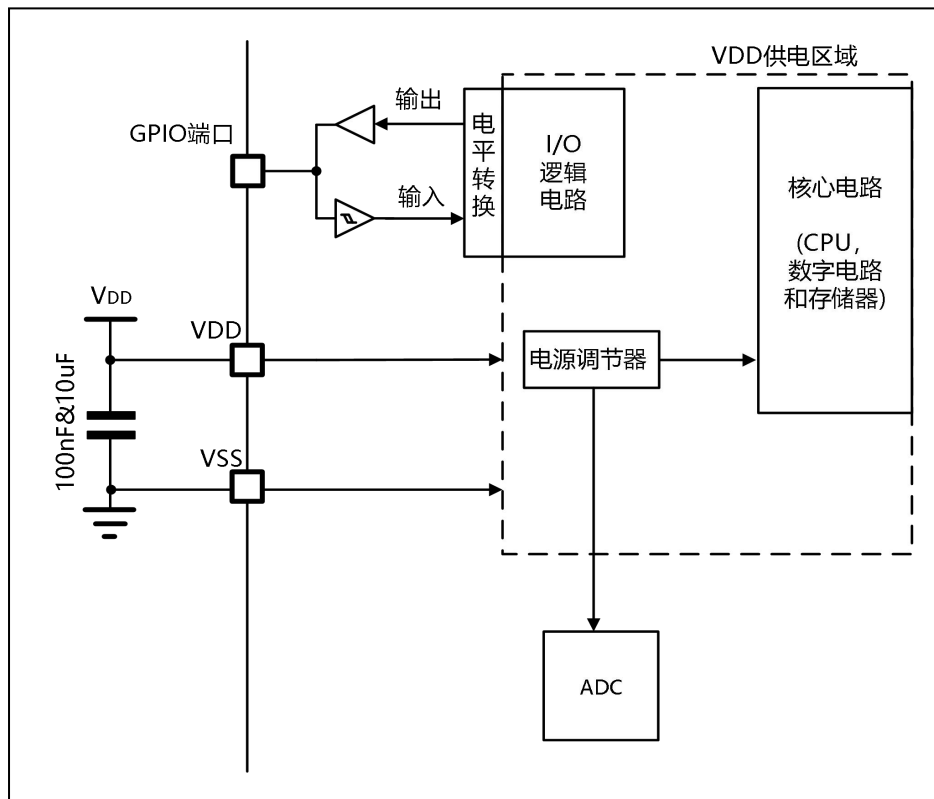 VDD供电区域
GPIO端口
输出
输入
电平转换
I/O
逻辑
电路
核心电路
(CPU,
数字电路
和存储器)
VDD
VDD
100nF&10uF
VSS
电源调节器
ADC